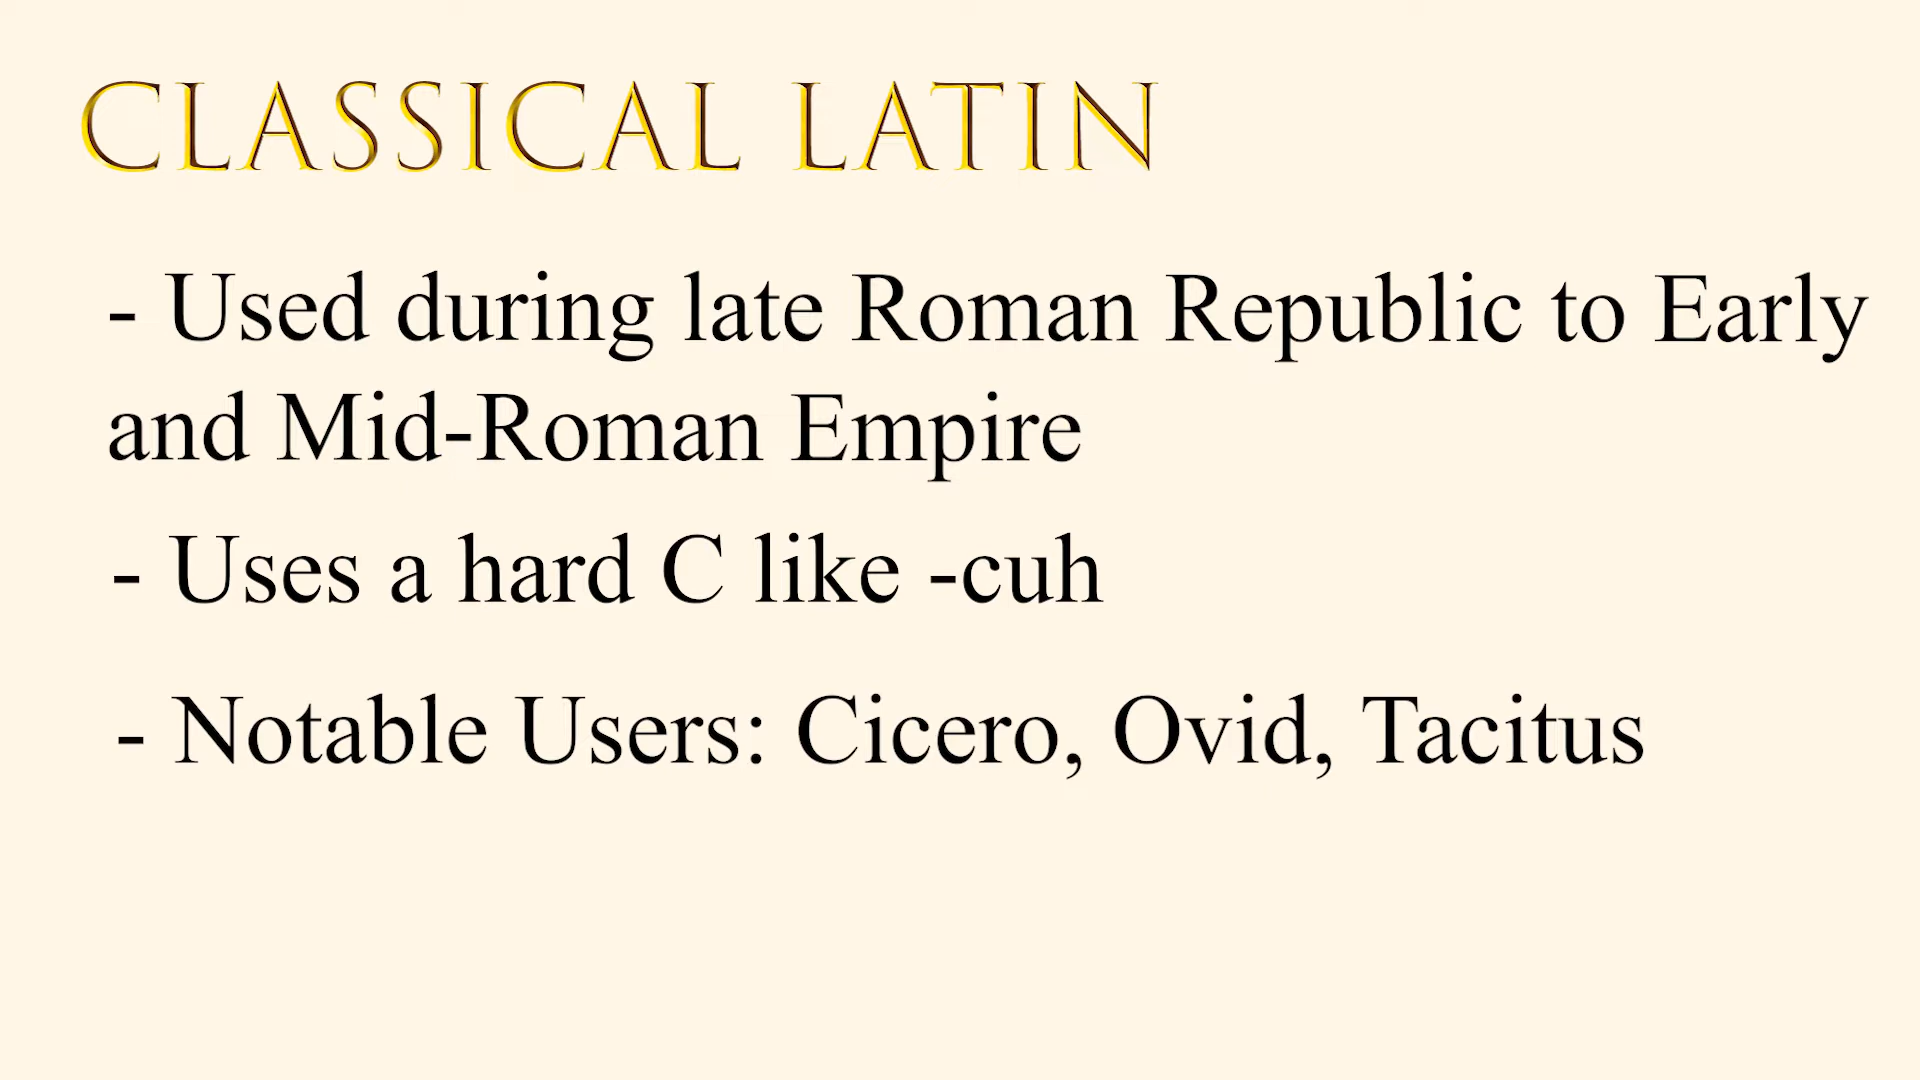 CLASSICAL LATIN
- Used during late Roman Republic to Early
and Mid-Roman Empire
- Uses a hard C like -cuh
- Notable Users: Cicero, Ovid, Tacitus